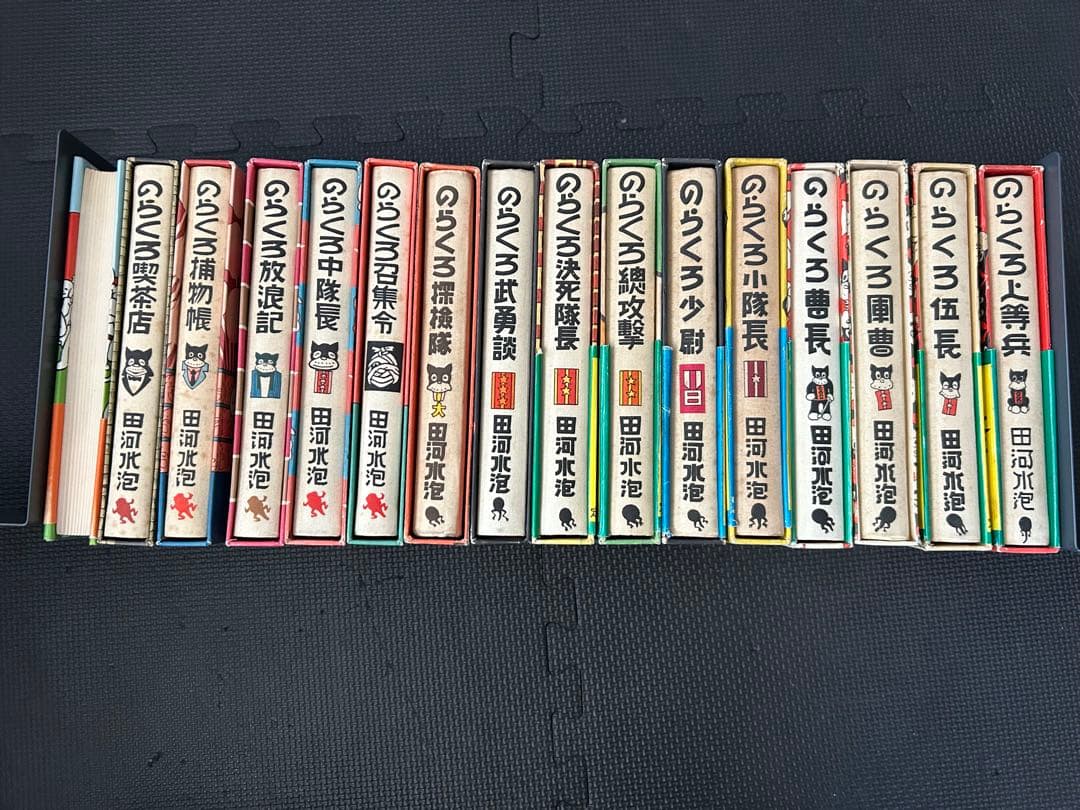 のらくろ上等兵
田河水泡
のらくろ伍長
田河水泡
のらくろ軍曹
田河水泡
のらくろ曹長
田河水泡
のらくろ小隊長
田河水泡
のらくろ少尉
田河水泡
のらくろ總攻擊
田河水泡
のらくろ決死隊長
田河水泡
のらくろ武勇談
田河水泡
のらくろ探檢隊
大
田河水泡
のらくろ召集令
田河水泡
のらくろ中隊長
田河水泡
のらくろ放浪記
田河水泡
のらくろ捕物帳
田河水泡
のらくろ喫茶店
田河水泡